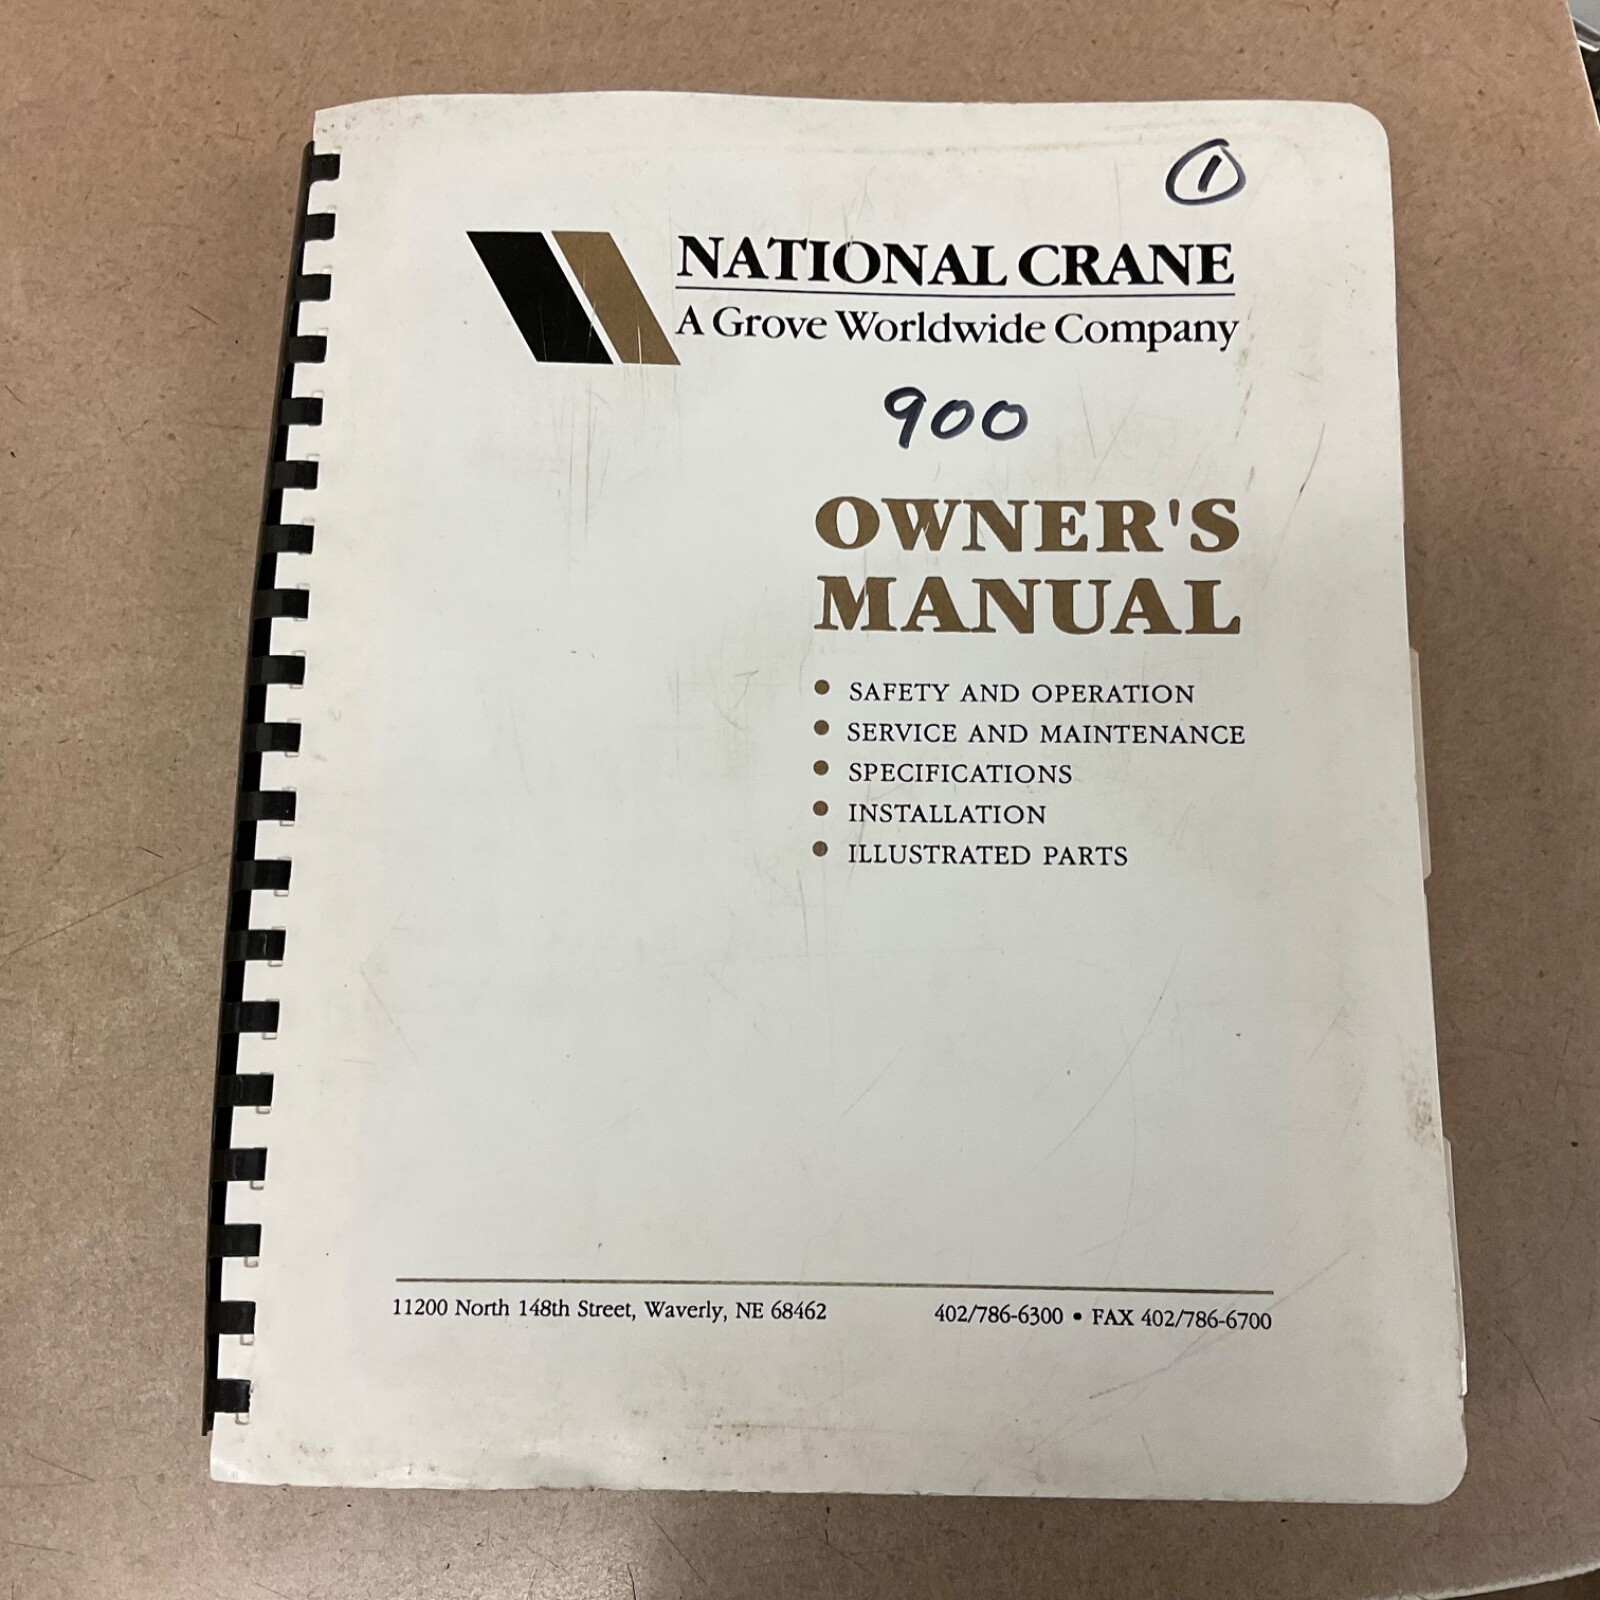 1
NATIONAL CRANE
A Grove Worldwide Company
900
OWNER'S
MANUAL
• SAFETY AND OPERATION
• SERVICE AND MAINTENANCE
• SPECIFICATIONS
• INSTALLATION
• ILLUSTRATED PARTS
11200 North 148th Street, Waverly, NE 68462 402/786-6300 • FAX 402/786-6700